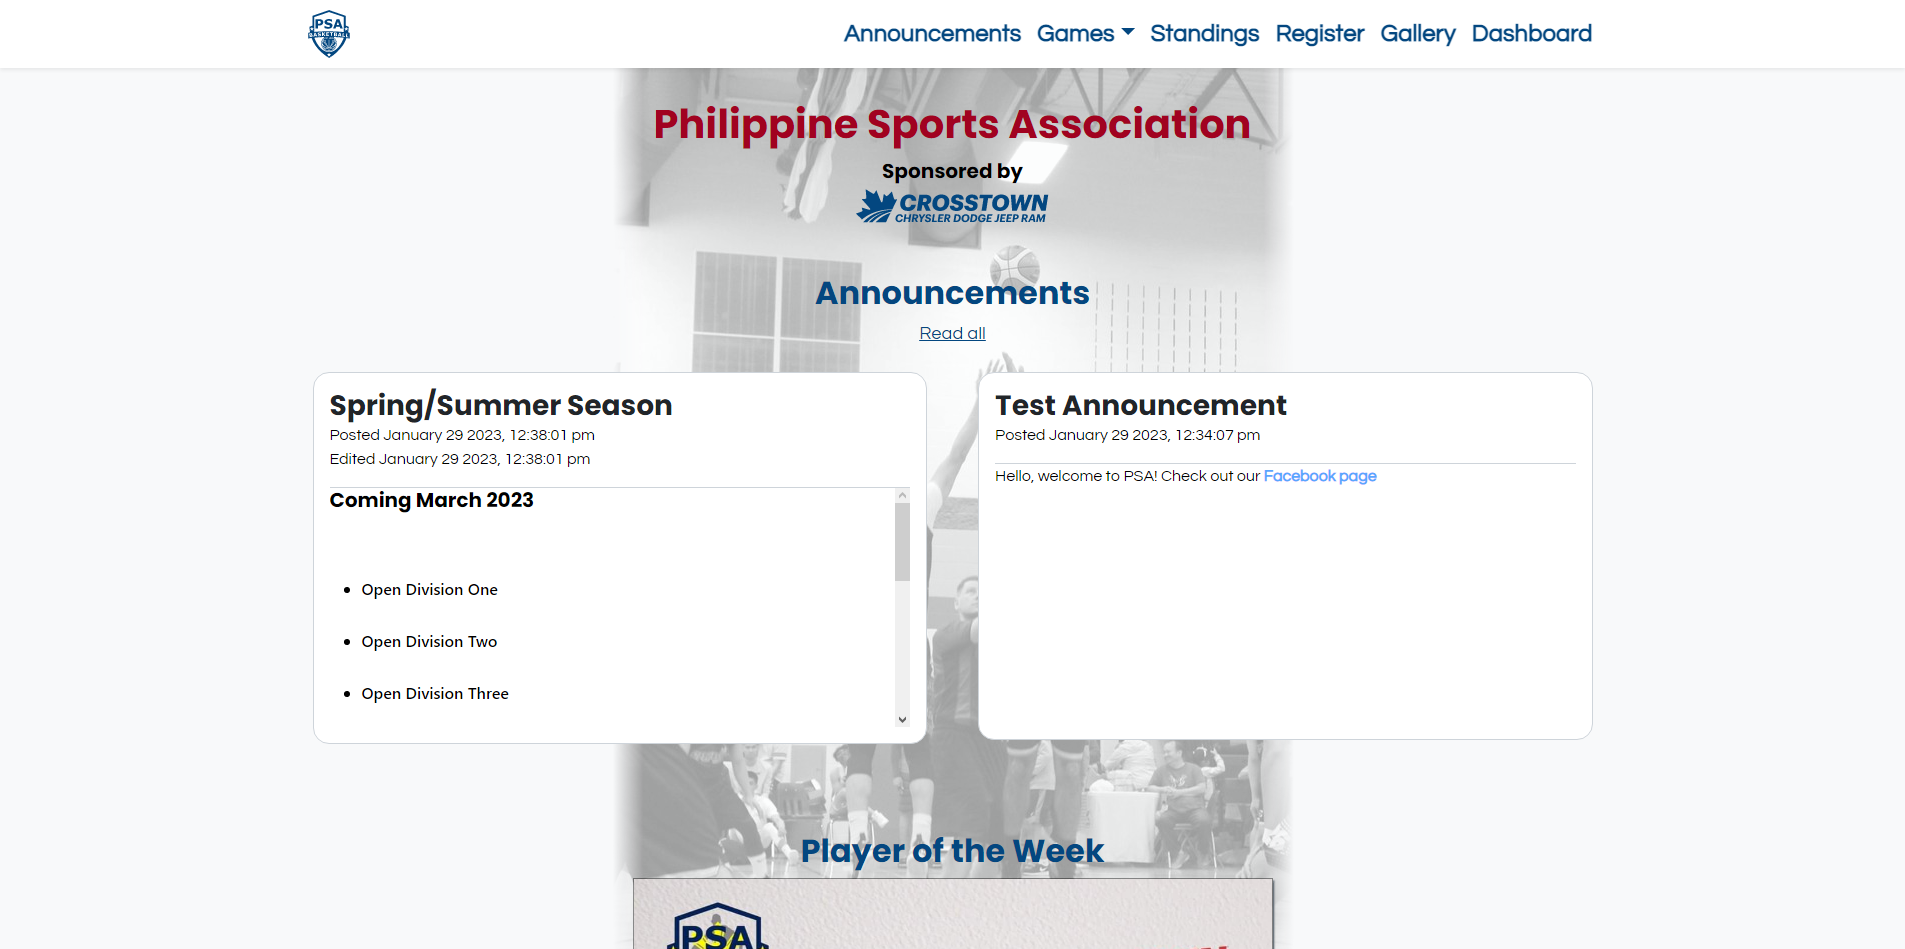 PSA
BASKETBALL
Announcements Games Standings Register Gallery Dashboard
Philippine Sports Association
Sponsored by
CROSSTOWN
CHRYSLER DODGE JEEP RAM
Announcements
Read all
Spring/Summer Season
Posted January 29 2023, 12:38:01 pm
Edited January 29 2023, 12:38:01 pm
Coming March 2023
• Open Division One
• Open Division Two
• Open Division Three
Test Announcement
Posted January 29 2023, 12:34:07 pm
Hello, welcome to PSA! Check out our Facebook page
Player of the Week
PSA